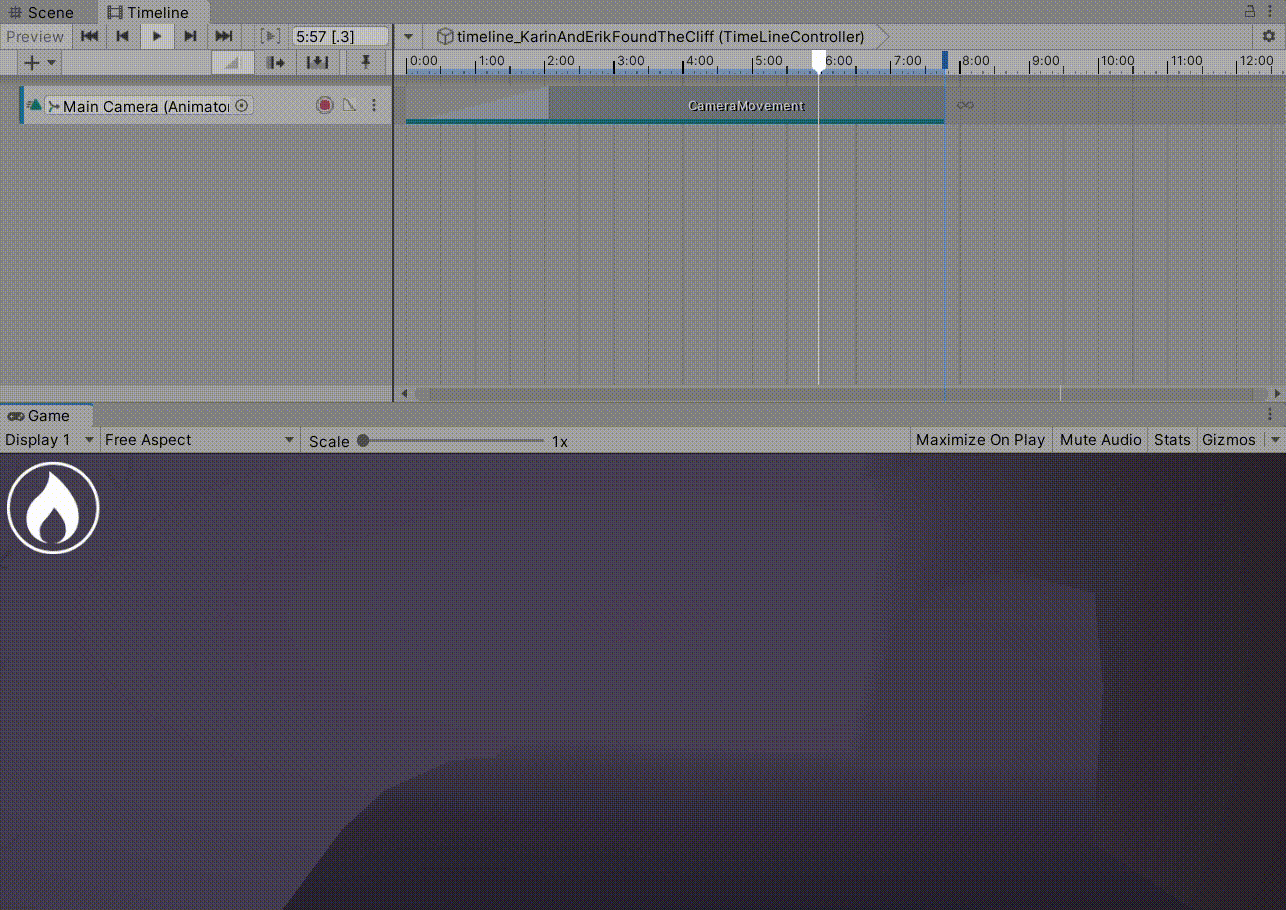 Scene Timeline
Preview 5:57 [.3] timeline_KarinAndErikFoundTheCliff (TimeLineController)
0:00 1:00 2:00 3:00 4:00 5:00 6:00 7:00 8:00 9:00 10:00 11:00 12:00
Main Camera (Animator CameraMovement
Game
Display 1 Free Aspect Scale 1x Maximize On Play Mute Audio Stats Gizmos